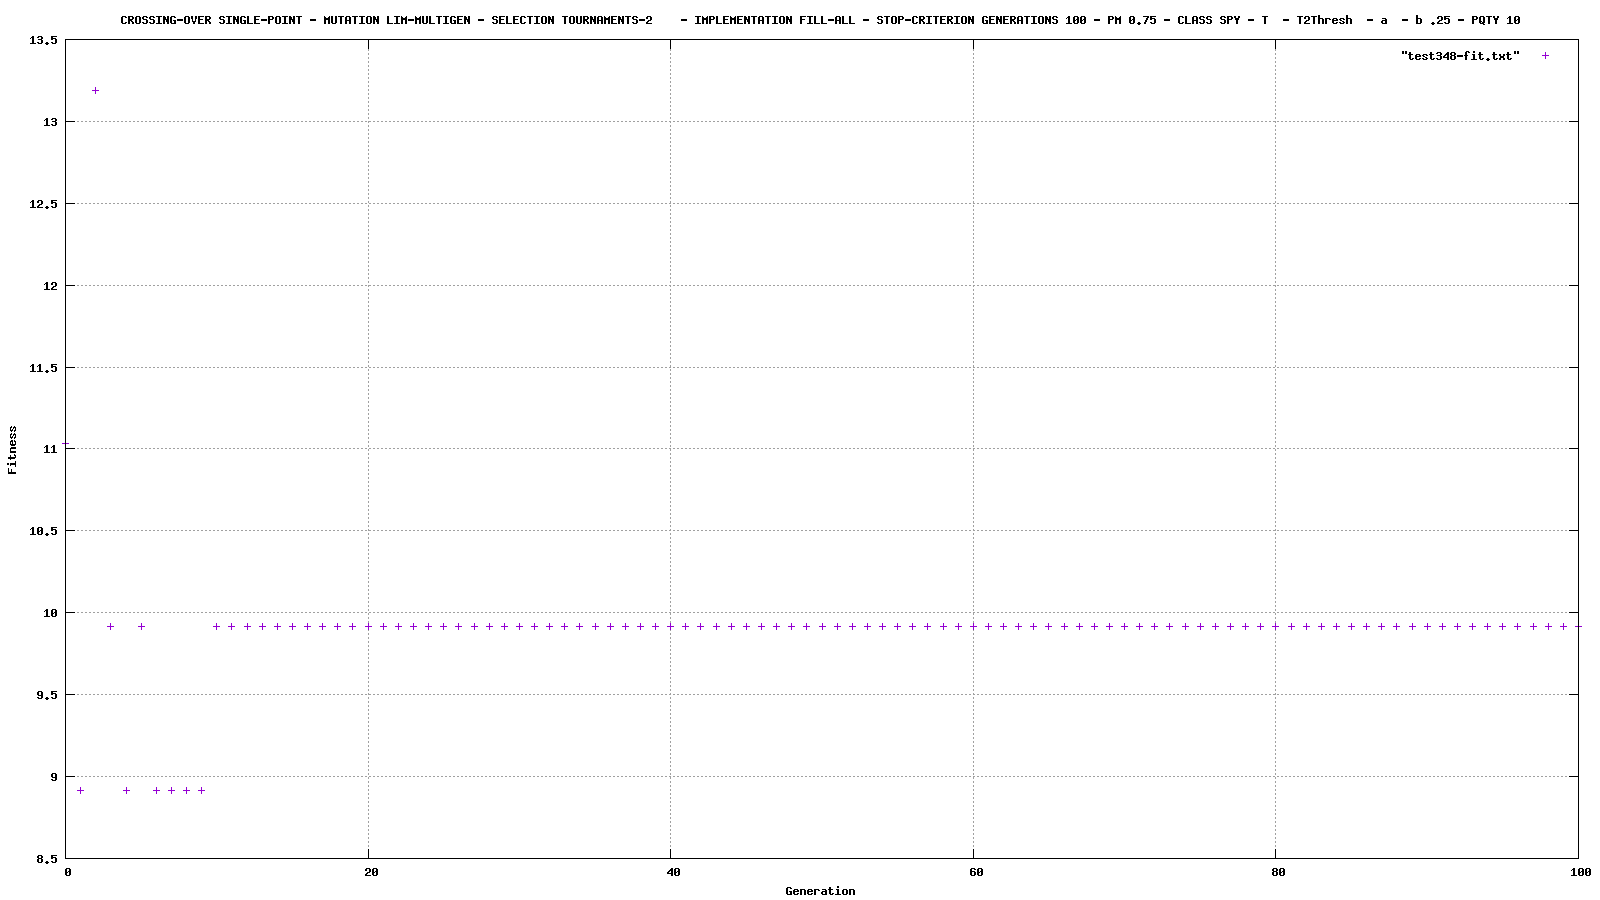 CROSSING-OVER SINGLE-POINT - MUTATION LIM-MULTIGEN - SELECTION TOURNAMENTS-2    - IMPLEMENTATION FILL-ALL - STOP-CRITERION GENERATIONS 100 - PM 0.75 - CLASS SPY - T  - T2Thresh  - a  - b .25 - PQTY 10
"test348-fit.txt"
13.5
13
12.5
12
11.5
11
10.5
10
9.5
9
8.5
Fitness
0 20 40 60 80 100
Generation